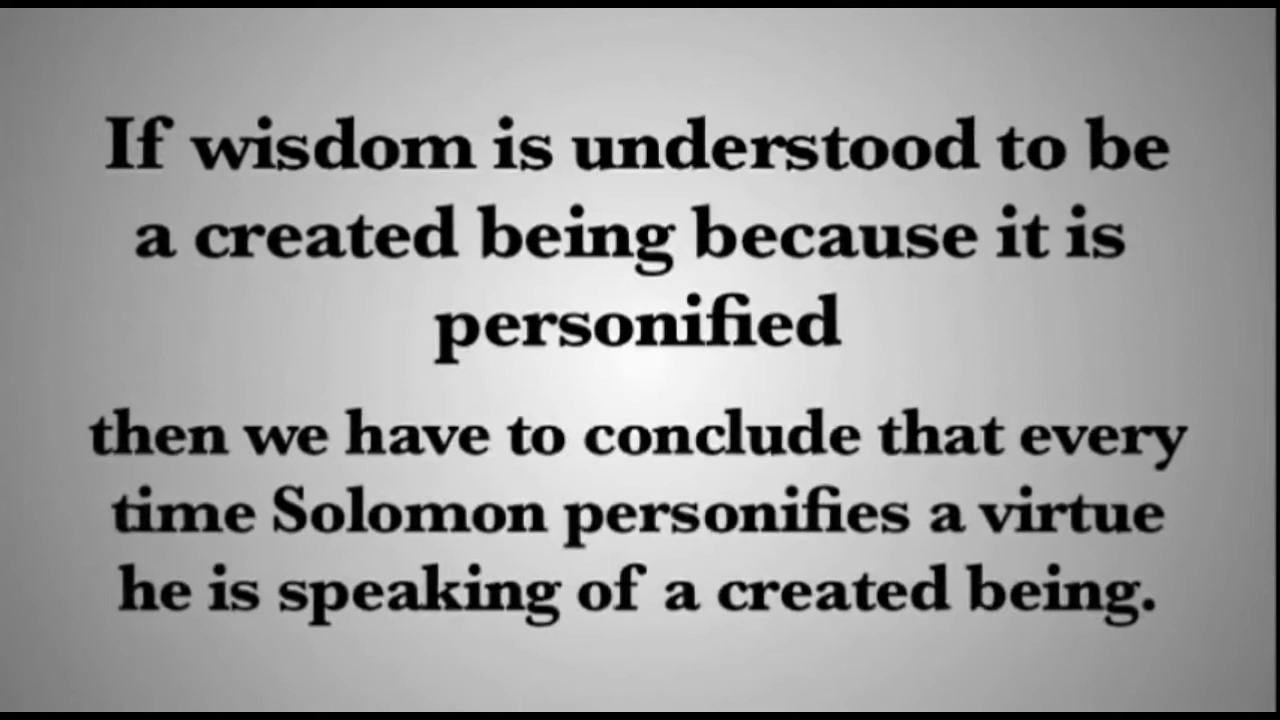 If wisdom is understood to be
a created being because it is
personified
then we have to conclude that every
time Solomon personifies a virtue
he is speaking of a created being.